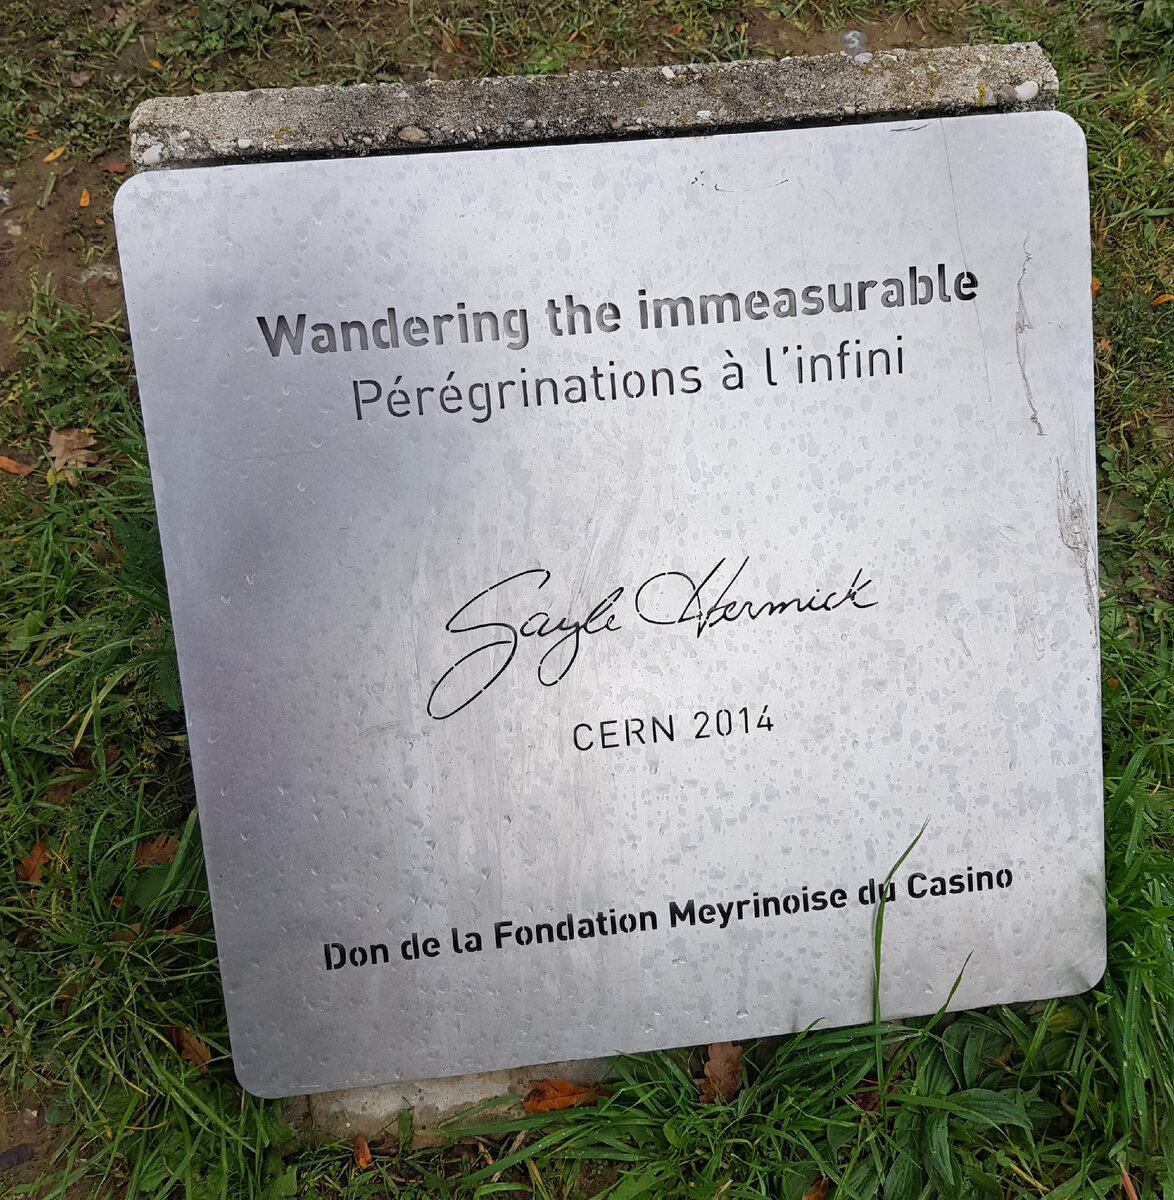 Wandering the immeasurable
Pérégrinations à l'infini
Gayle Hermick
CERN 2014
Don de la Fondation Meyrinoise du Casino